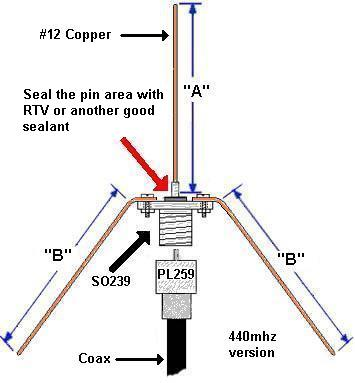 #12 Copper
"A"
Seal the pin area with
RTV or another good
sealant
"B"
"B"
SO239
PL259
440mhz
version
Coax